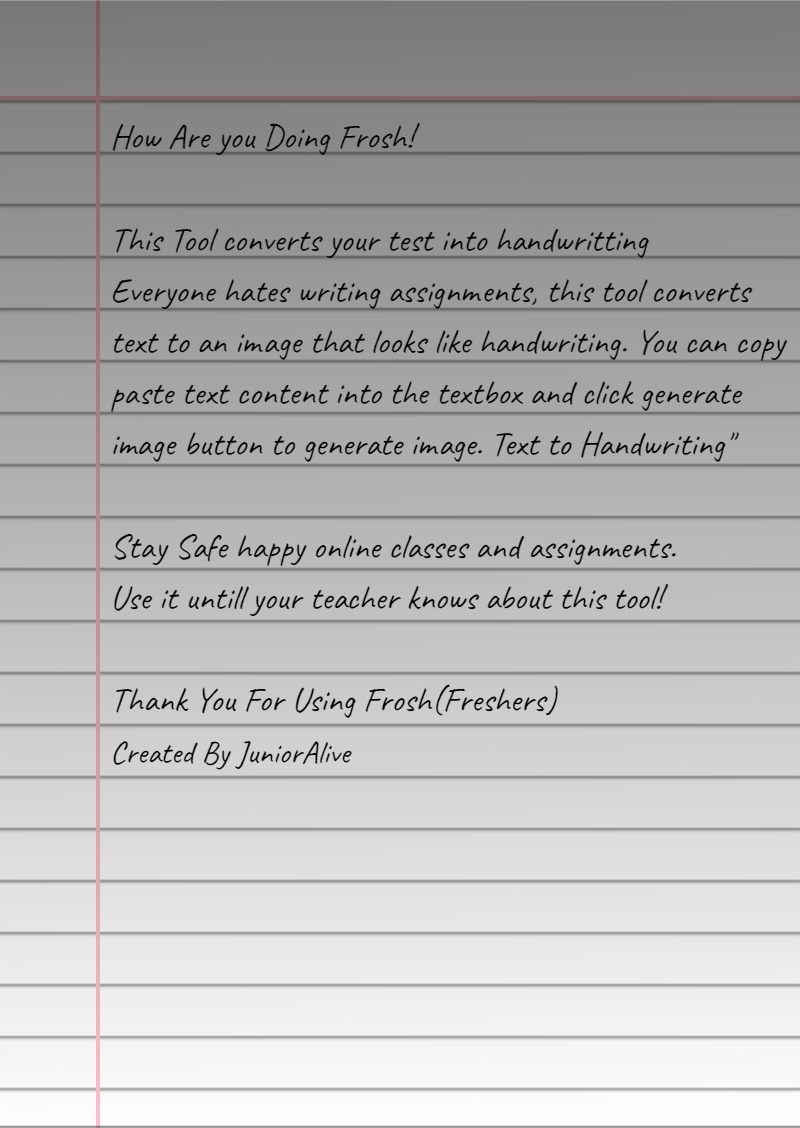 How Are you Doing Frosh!
This Tool converts your test into handwritting
Everyone hates writing assignments, this tool converts
text to an image that looks like handwriting. You can copy
paste text content into the textbox and click generate
image button to generate image. Text to Handwriting"
Stay Safe happy online classes and assignments.
Use it untill your teacher knows about this tool!
Thank You For Using Frosh(Freshers)
Created By JuniorAlive